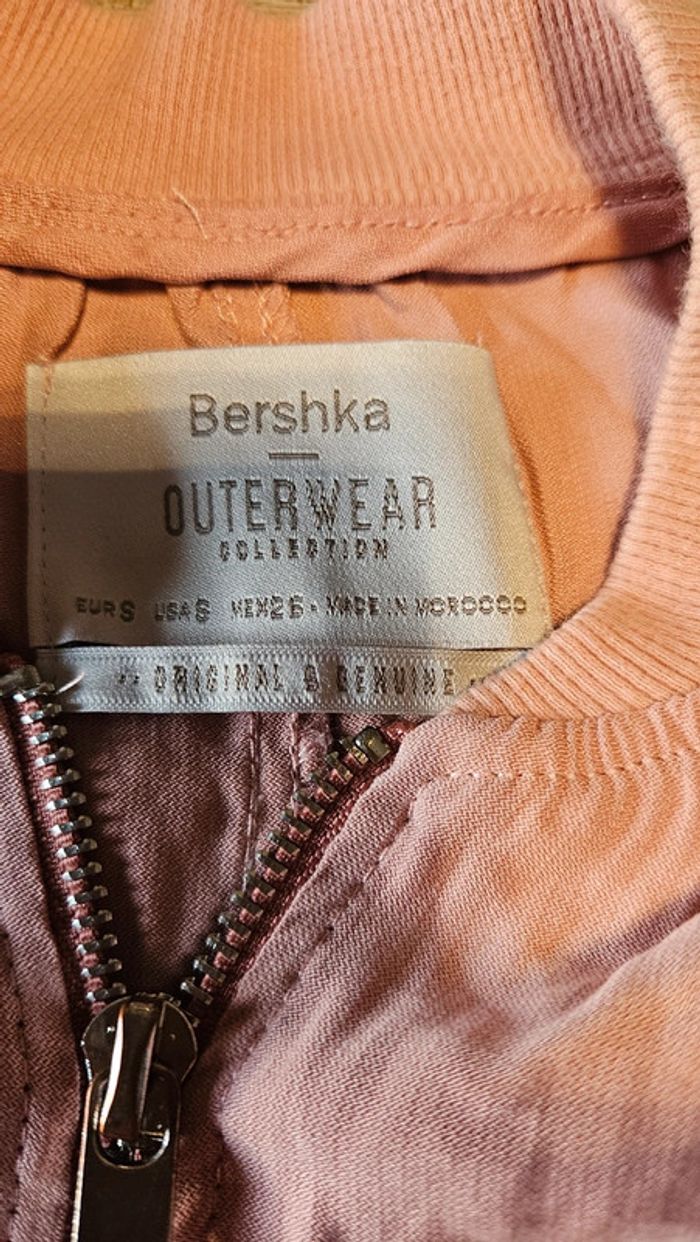 Bershka
OUTERWEAR
COLLECTION
EUR S USA S MEX 26 • MADE IN MOROCCO
ORIGINAL & GENUINE